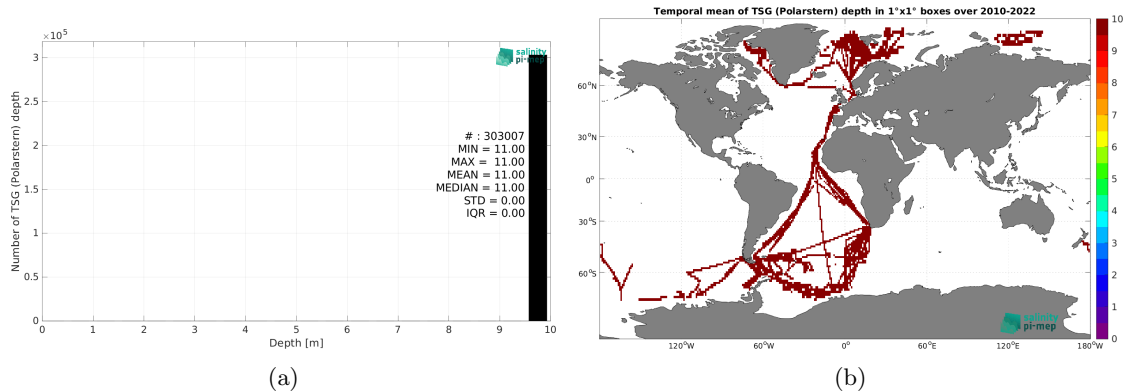 ×10⁵
3
2.5
2
1.5
1
0.5
0
0 1 2 3 4 5 6 7 8 9 10
Number of TSG (Polarstern) depth
Depth [m]
salinity
pi-mep
# : 303007
MIN = 11.00
MAX = 11.00
MEAN = 11.00
MEDIAN = 11.00
STD = 0.00
IQR = 0.00
(a)
Temporal mean of TSG (Polarstern) depth in 1°x1° boxes over 2010-2022
60°N
30°N
0°
30°S
60°S
120°W 60°W 0° 60°E 120°E 180°W
salinity
pi-mep
10
9
8
7
6
5
4
3
2
1
0
(b)